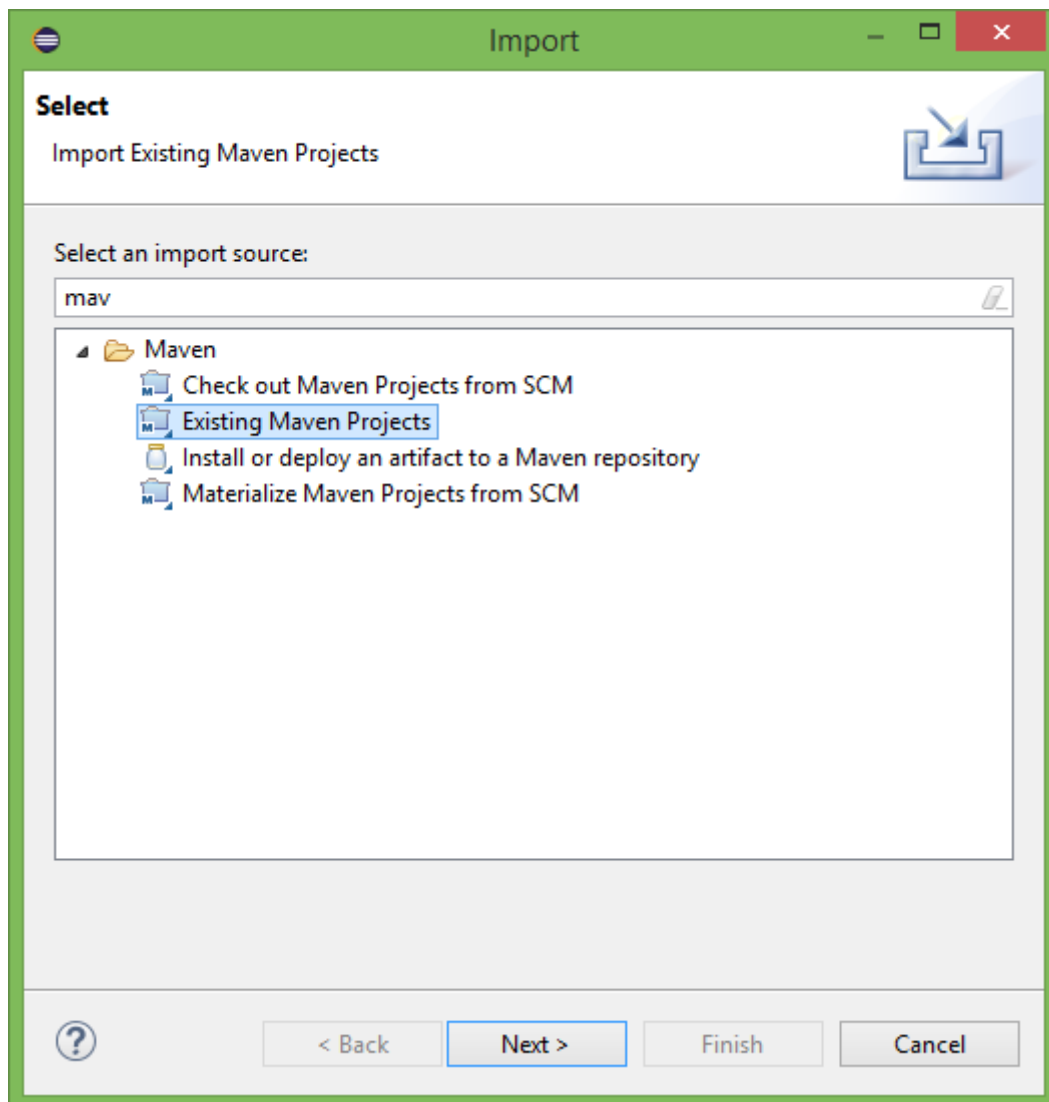 Import
Select
Import Existing Maven Projects
Select an import source:
mav
Maven
Check out Maven Projects from SCM
Existing Maven Projects
Install or deploy an artifact to a Maven repository
Materialize Maven Projects from SCM
? < Back Next > Finish Cancel